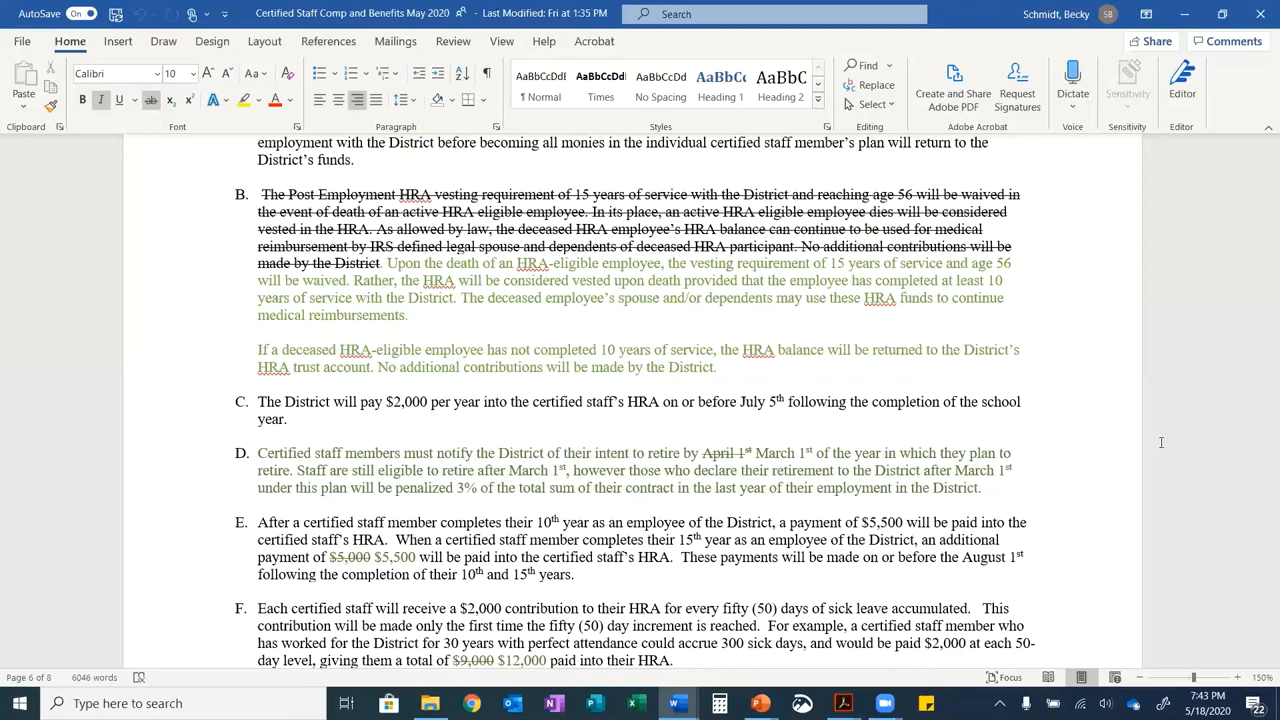 AutoSave Off Last Modified: Fri at 1:35 PM Search Schmidt, Becky SB
File Home Insert Draw Design Layout References Mailings Review View Help Acrobat Share Comments
Paste Calibri 10 Find
Replace
Select
AaBbCcDdE AaBbCcDdE AaBbCcDd AaBbCc AaBbC
¶ Normal Times No Spacing Heading 1
Create and Share Adobe PDF Request Signatures Dictate Sensitivity Editor
Clipboard Font Paragraph Styles Editing Adobe Acrobat Voice Sensitivity Editor
employment with the District before becoming all monies in the individual certified staff member's plan will return to the
District's funds.
B. The Post Employment HRA vesting requirement of 15 years of service with the District and reaching age 56 will be waived in
the event of death of an active HRA eligible employee. In its place, an active HRA eligible employee dies will be considered
vested in the HRA. As allowed by law, the deceased HRA employee's HRA balance can continue to be used for medical
reimbursement by IRS defined legal spouse and dependents of deceased HRA participant. No additional contributions will be
made by the District. Upon the death of an HRA-eligible employee, the vesting requirement of 15 years of service and age 56
will be waived. Rather, the HRA will be considered vested upon death provided that the employee has completed at least 10
years of service with the District. The deceased employee's spouse and/or dependents may use these HRA funds to continue
medical reimbursements.
If a deceased HRA-eligible employee has not completed 10 years of service, the HRA balance will be returned to the District's
HRA trust account. No additional contributions will be made by the District.
C. The District will pay $2,000 per year into the certified staff's HRA on or before July 5th following the completion of the school
year.
D. Certified staff members must notify the District of their intent to retire by April 1st March 1st of the year in which they plan to
retire. Staff are still eligible to retire after March 1st, however those who declare their retirement to the District after March 1st
under this plan will be penalized 3% of the total sum of their contract in the last year of their employment in the District.
E. After a certified staff member completes their 10th year as an employee of the District, a payment of $5,500 will be paid into the
certified staff's HRA. When a certified staff member completes their 15th year as an employee of the District, an additional
payment of $5,000 $5,500 will be paid into the certified staff's HRA. These payments will be made on or before the August 1st
following the completion of their 10th and 15th years.
F. Each certified staff will receive a $2,000 contribution to their HRA for every fifty (50) days of sick leave accumulated. This
contribution will be made only the first time the fifty (50) day increment is reached. For example, a certified staff member who
has worked for the District for 30 years with perfect attendance could accrue 300 sick days, and would be paid $2,000 at each 50-
day level, giving them a total of $9,000 $12,000 paid into their HRA.
Page 6 of 8 6046 words Focus 150%
Type here to search 7:43 PM
5/18/2020 22